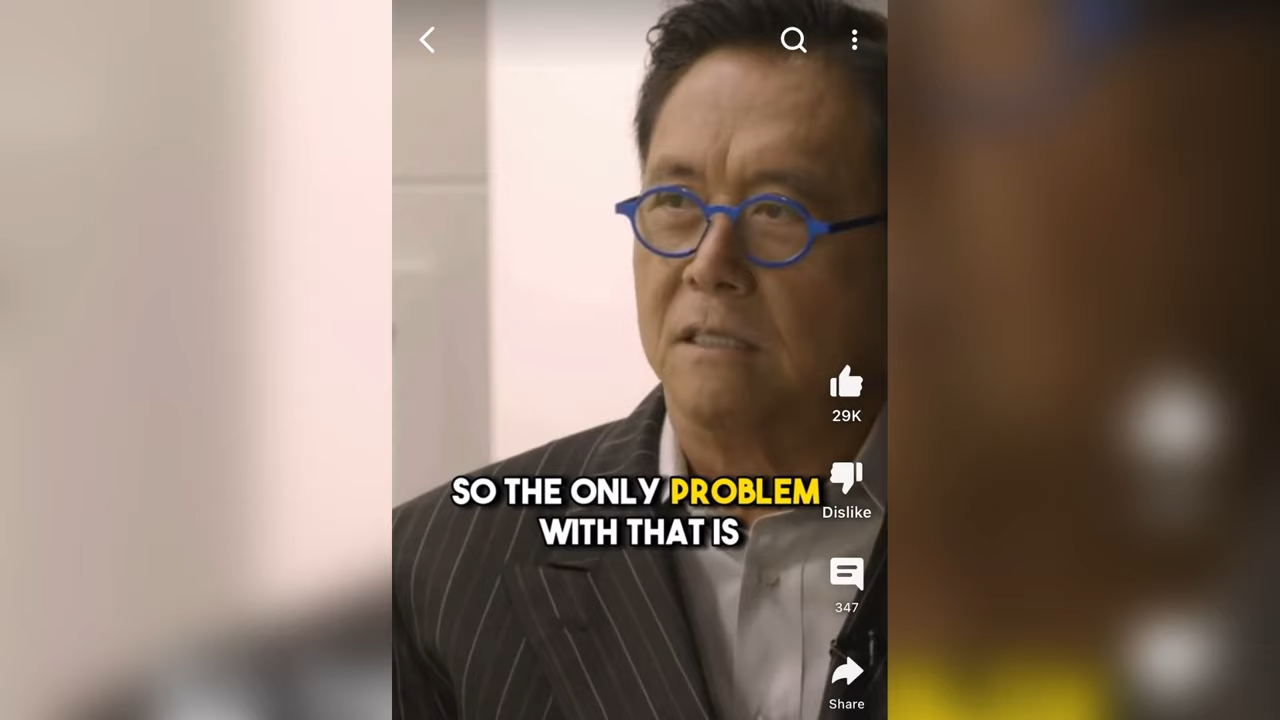 29K
SO THE ONLY PROBLEM
WITH THAT IS
Dislike
347
Share